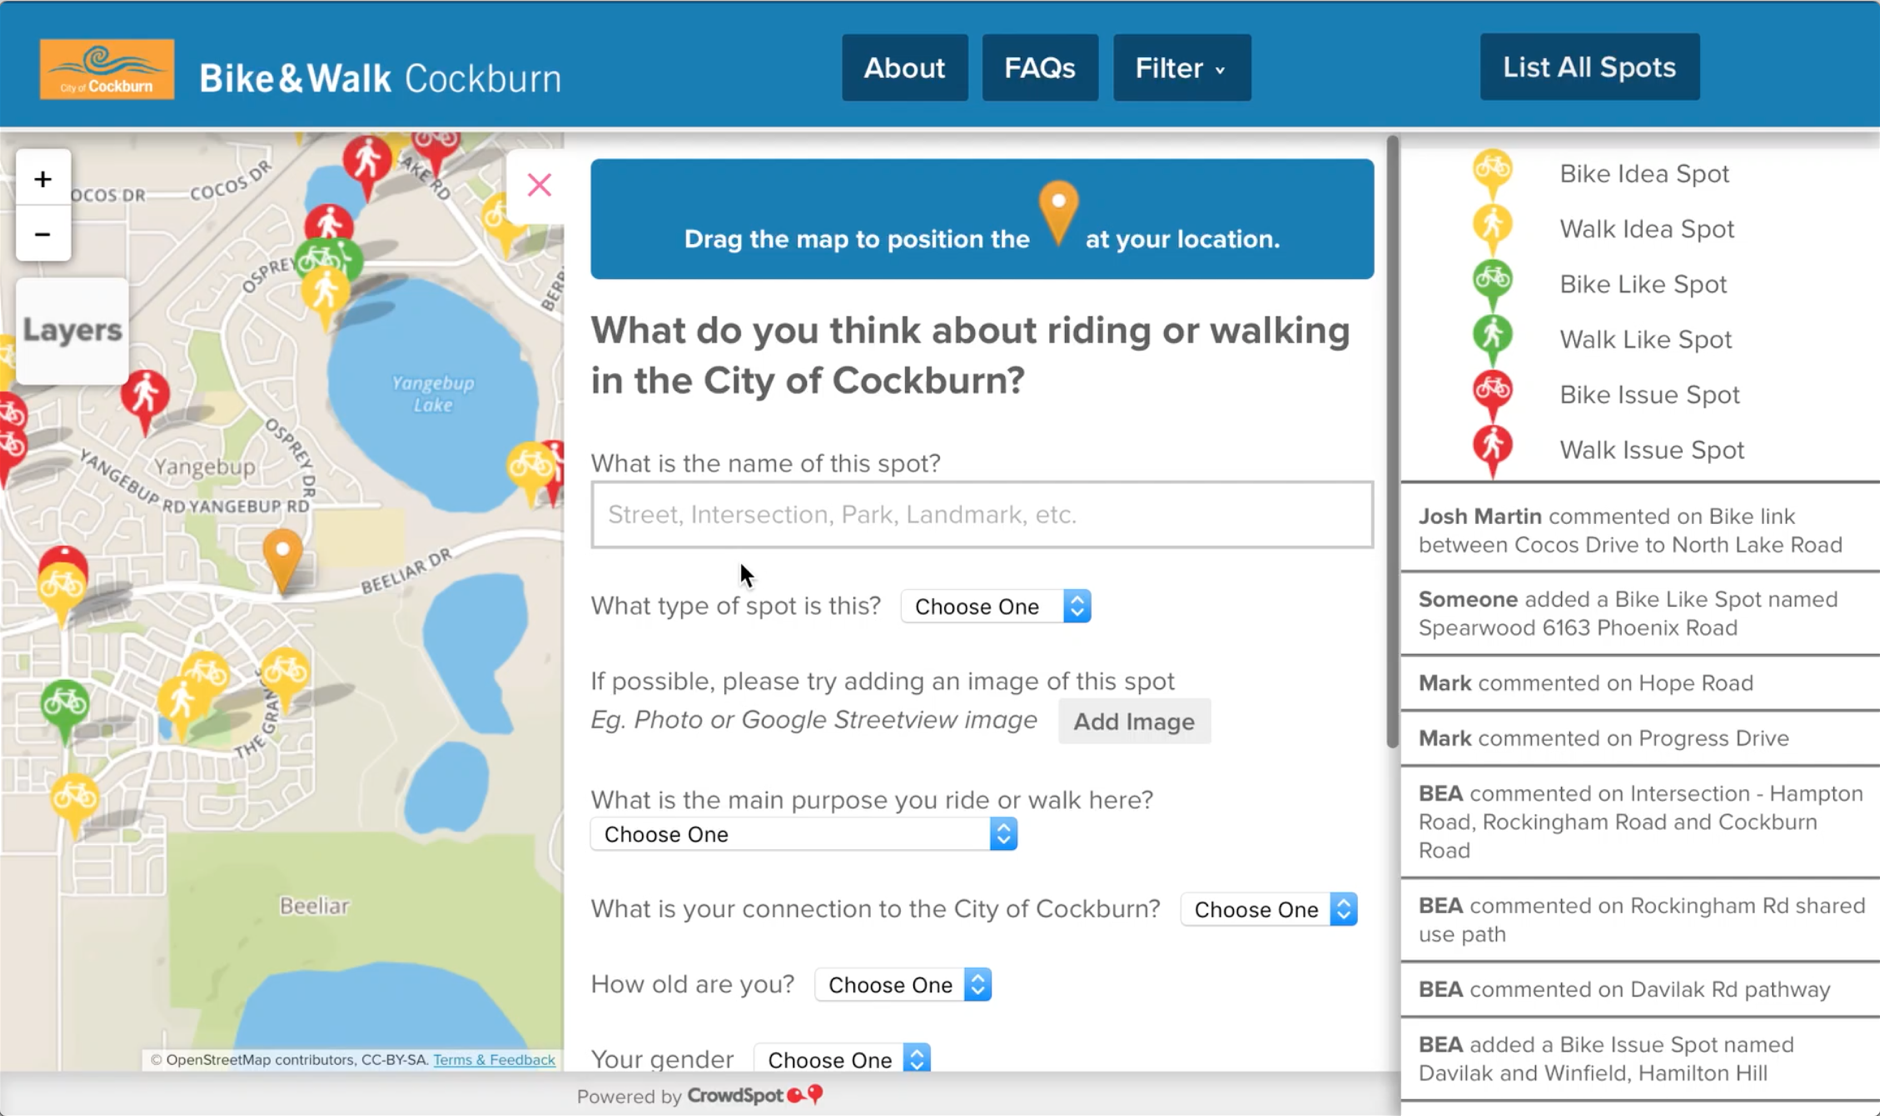 City of Cockburn
Bike&Walk Cockburn
About
FAQs
Filter
List All Spots
+
−
Layers
COCOS DR
COCOS DR
LAKE RD
OSPREY
Yangebup
Lake
OSPREY DR
Yangebup
YANGEBUP RD
YANGEBUP RD
BEELIAR DR
THE GRAN
Beeliar
© OpenStreetMap contributors, CC-BY-SA. Terms & Feedback
Drag the map to position the at your location.
What do you think about riding or walking
in the City of Cockburn?
What is the name of this spot?
Street, Intersection, Park, Landmark, etc.
What type of spot is this? Choose One
If possible, please try adding an image of this spot
Eg. Photo or Google Streetview image Add Image
What is the main purpose you ride or walk here?
Choose One
What is your connection to the City of Cockburn? Choose One
How old are you? Choose One
Your gender Choose One
Powered by CrowdSpot
Bike Idea Spot
Walk Idea Spot
Bike Like Spot
Walk Like Spot
Bike Issue Spot
Walk Issue Spot
Josh Martin commented on Bike link
between Cocos Drive to North Lake Road
Someone added a Bike Like Spot named
Spearwood 6163 Phoenix Road
Mark commented on Hope Road
Mark commented on Progress Drive
BEA commented on Intersection - Hampton
Road, Rockingham Road and Cockburn
Road
BEA commented on Rockingham Rd shared
use path
BEA commented on Davilak Rd pathway
BEA added a Bike Issue Spot named
Davilak and Winfield, Hamilton Hill